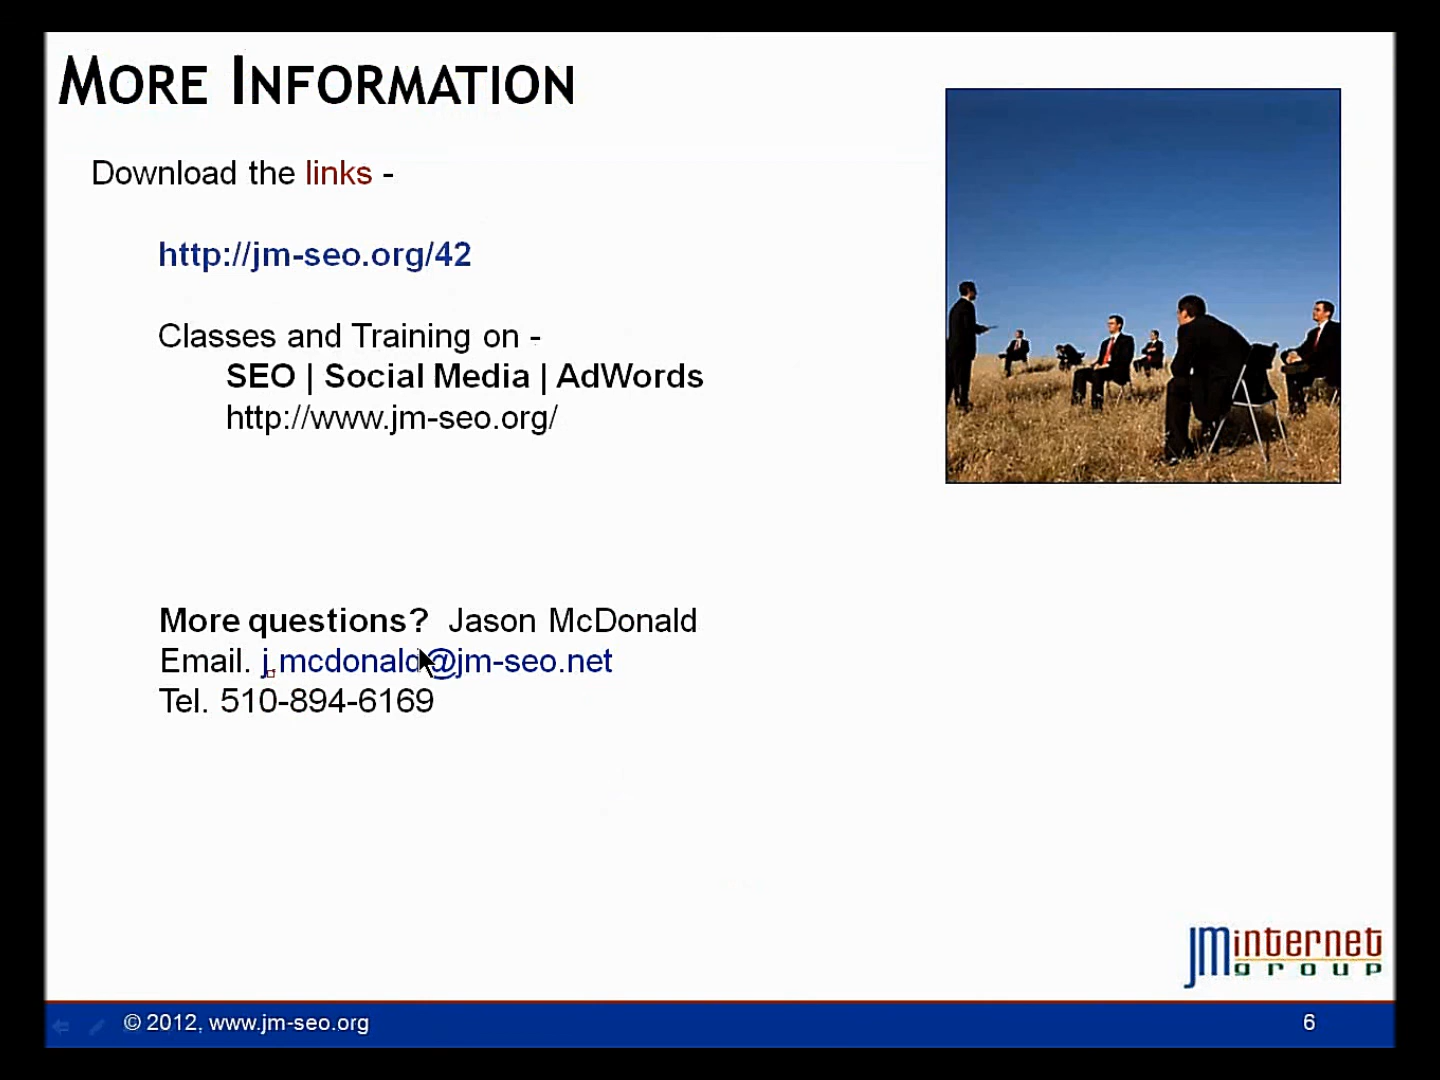 MORE INFORMATION
Download the links -
http://jm-seo.org/42
Classes and Training on -
SEO | Social Media | AdWords
http://www.jm-seo.org/
More questions? Jason McDonald
Email. j.mcdonald@jm-seo.net
Tel. 510-894-6169
JMinternet
group
© 2012, www.jm-seo.org
6